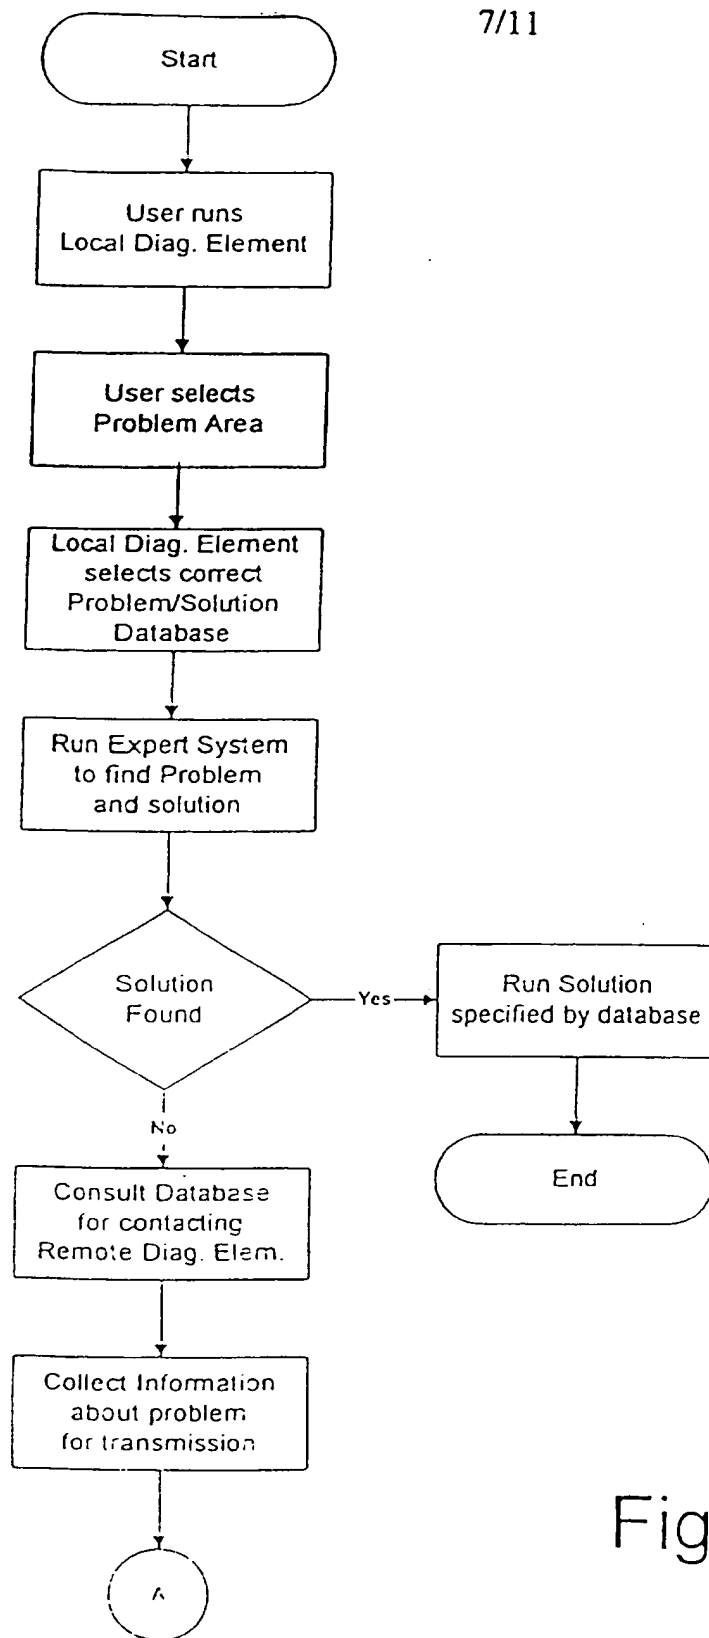 7/11
Start
User runs
Local Diag. Element
User selects
Problem Area
Local Diag. Element
selects correct
Problem/Solution
Database
Run Expert System
to find Problem
and solution
Solution
Found
Yes
Run Solution
specified by database
End
No
Consult Database
for contacting
Remote Diag. Elem.
Collect Information
about problem
for transmission
A
Fig